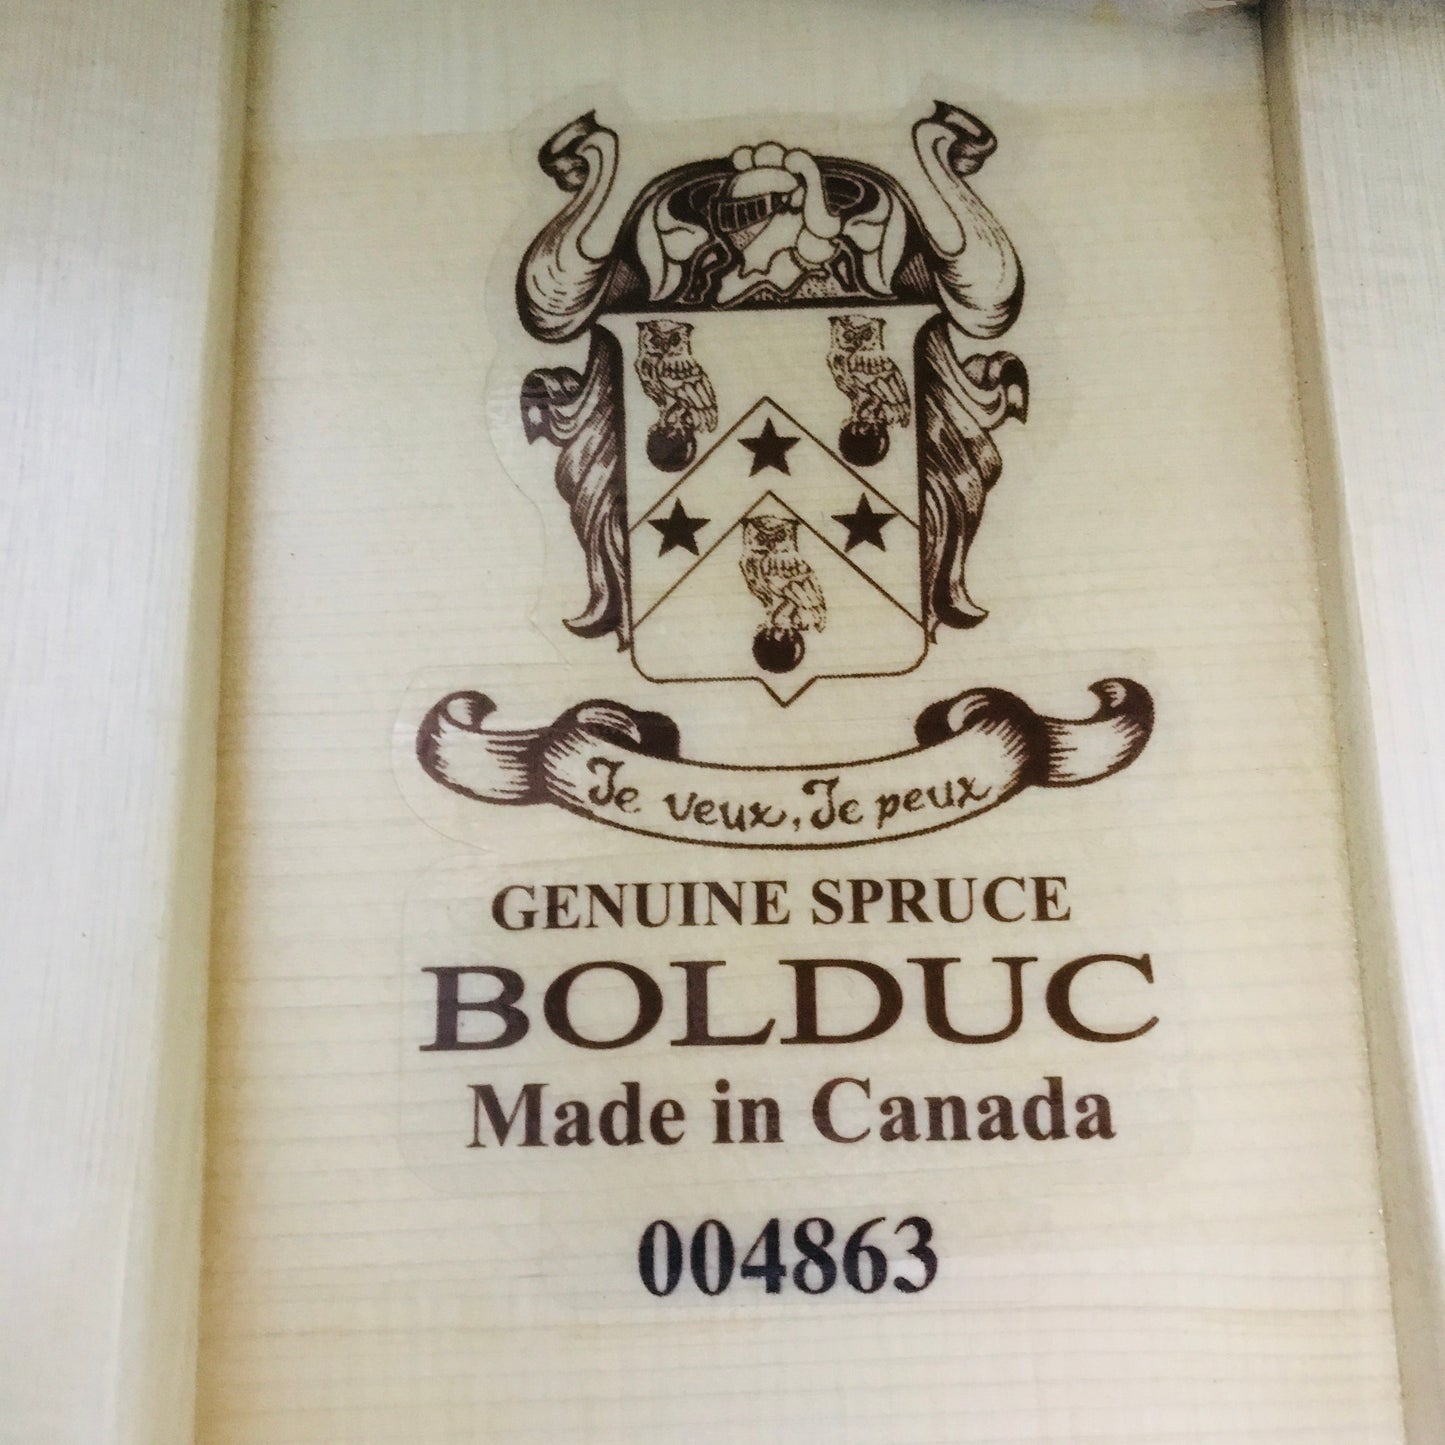 Je veux, Je peux
GENUINE SPRUCE
BOLDUC
Made in Canada
004863